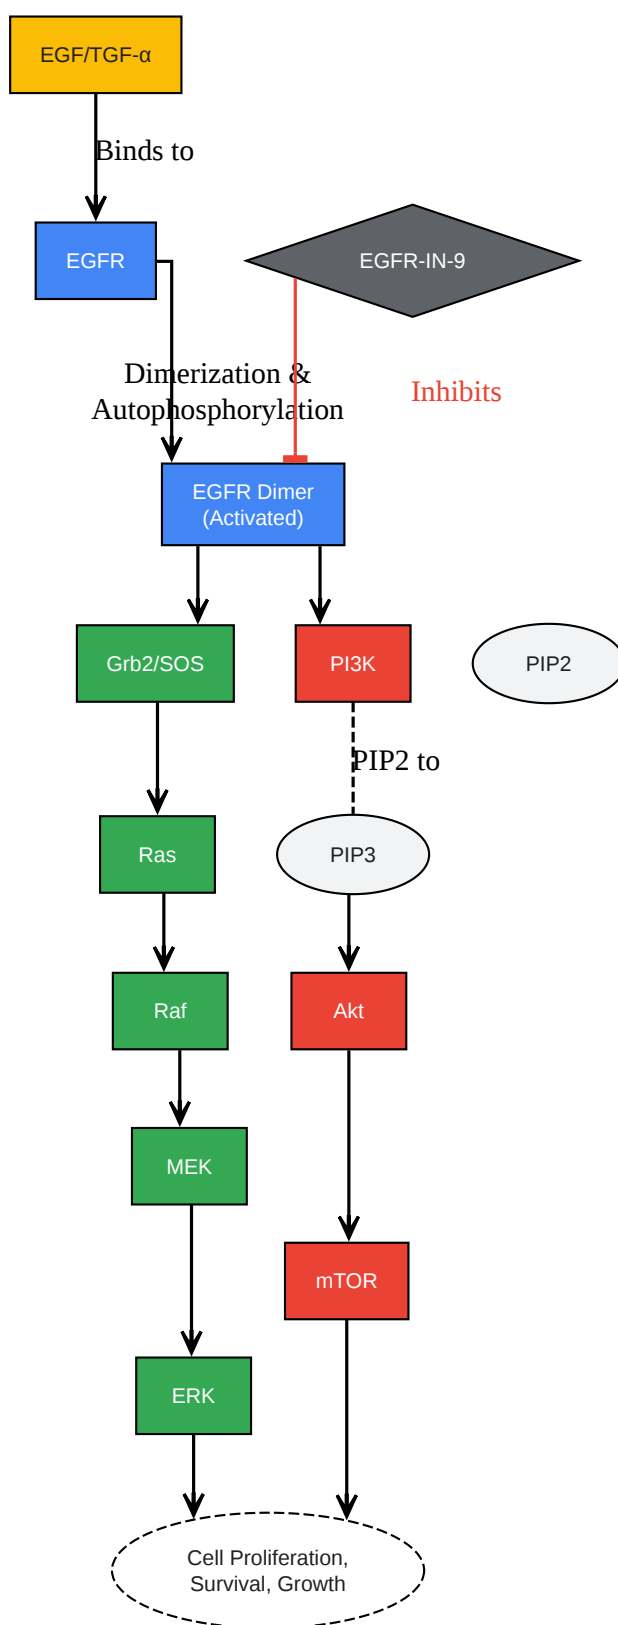 EGF/TGF-α
Binds to
EGFR
EGFR-IN-9
Dimerization &
Autophosphorylation
Inhibits
EGFR Dimer
(Activated)
Grb2/SOS
PI3K
PIP2
PIP2 to
Ras
PIP3
Raf
Akt
MEK
mTOR
ERK
Cell Proliferation,
Survival, Growth